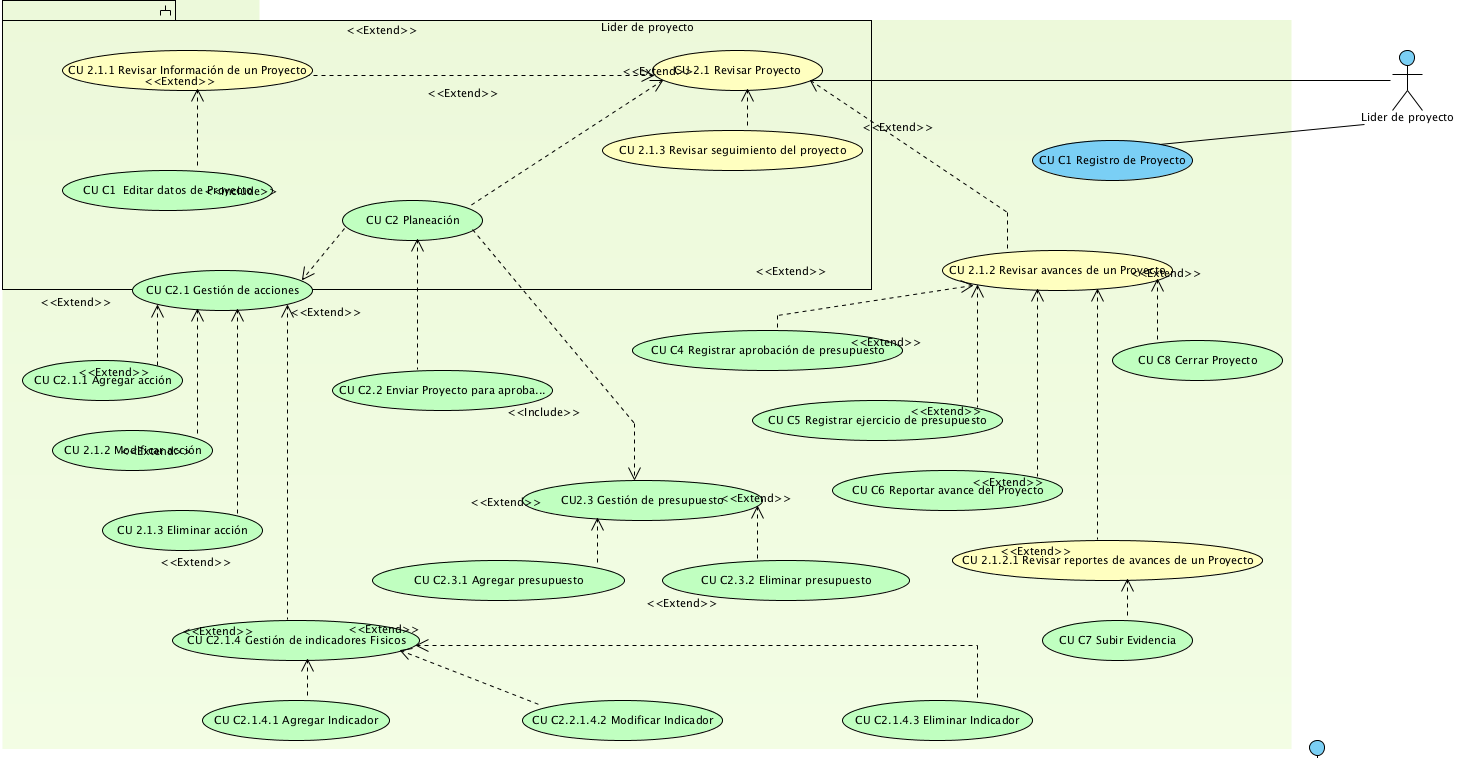 <<Extend>>
Lider de proyecto
CU 2.1.1 Revisar Información de un Proyecto
<<Extend>>
<<Extend>>
CU 2.1 Revisar Proyecto
<<Extend>>
Lider de proyecto
<<Extend>>
CU 2.1.3 Revisar seguimiento del proyecto
CU C1 Registro de Proyecto
CU C1  Editar datos de Proyecto
<<Include>>
CU C2 Planeación
CU 2.1.2 Revisar avances de un Proyecto
<<Extend>>
<<Extend>>
CU C2.1 Gestión de acciones
<<Extend>>
<<Extend>>
CU C4 Registrar aprobación de presupuesto
<<Extend>>
CU C8 Cerrar Proyecto
<<Extend>>
CU C2.1.1 Agregar acción
CU C2.2 Enviar Proyecto para aproba...
<<Include>>
<<Extend>>
CU C5 Registrar ejercicio de presupuesto
CU 2.1.2 Modificar acción
<<Extend>>
<<Extend>>
CU C6 Reportar avance del Proyecto
<<Extend>>
CU2.3 Gestión de presupuesto
<<Extend>>
CU 2.1.3 Eliminar acción
<<Extend>>
<<Extend>>
CU 2.1.2.1 Revisar reportes de avances de un Proyecto
CU C2.3.1 Agregar presupuesto
CU C2.3.2 Eliminar presupuesto
<<Extend>>
<<Extend>>
<<Extend>>
CU C2.1.4 Gestión de indicadores Fisicos
CU C7 Subir Evidencia
CU C2.1.4.1 Agregar Indicador
CU C2.2.1.4.2 Modificar Indicador
CU C2.1.4.3 Eliminar Indicador